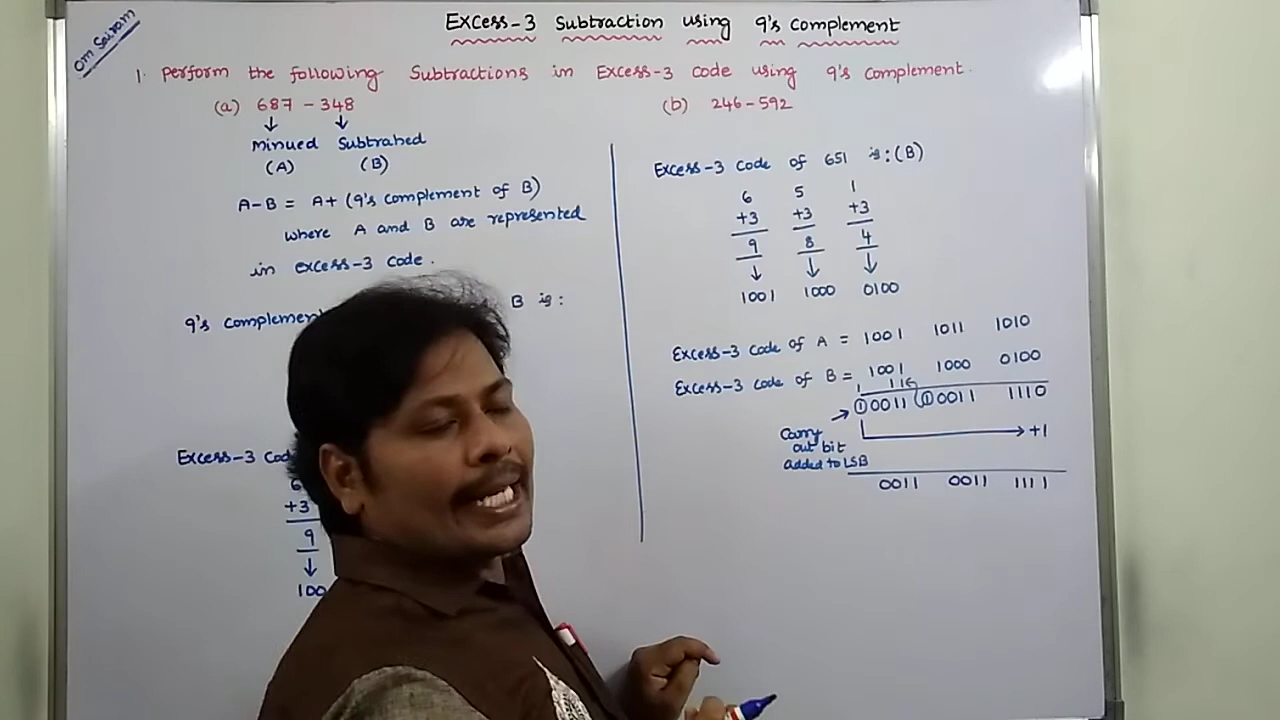 OM Sairam
Excess-3 Subtraction using 9's complement
1. Perform the following Subtractions in Excess-3 code using 9's complement.
(a) 687 - 348
(b) 246-592
↓ ↓
Minued Subtrahed
(A) (B)
A-B = A+ (9's complement of B)
where A and B are represented
in excess-3 code.
9's complement B is:
Excess-3 Cod
6
+3
9
↓
100
Excess-3 code of 651 is:(B)
6 5 1
+3 +3 +3
9 8 4
↓ ↓ ↓
1001 1000 0100
Excess-3 code of A = 1001 1011 1010
Excess-3 code of B= 1001 1000 0100
1 11
①0011 ①0011 1110
Carry → +1
out bit
added to LSB
0011 0011 1111